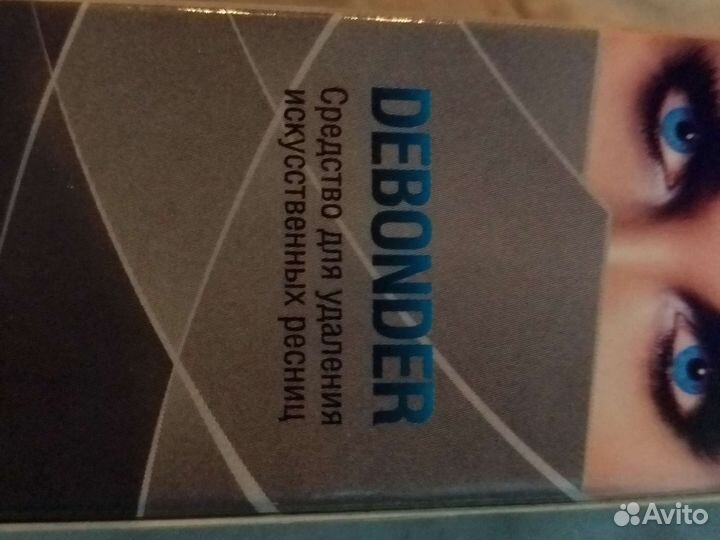 DEBONDER
Средство для удаления
искусственных ресниц
Avito